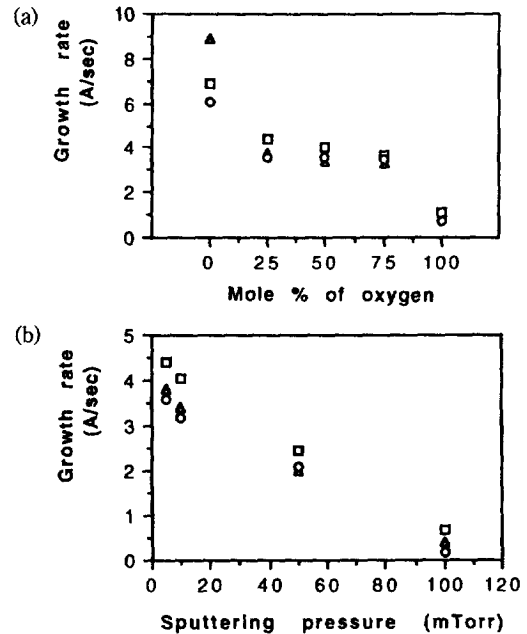 (a)
Growth rate
(A/sec)
10
8
6
4
2
0
0 25 50 75 100
Mole % of oxygen
(b)
Growth rate
(A/sec)
5
4
3
2
1
0
0 20 40 60 80 100 120
Sputtering pressure (mTorr)